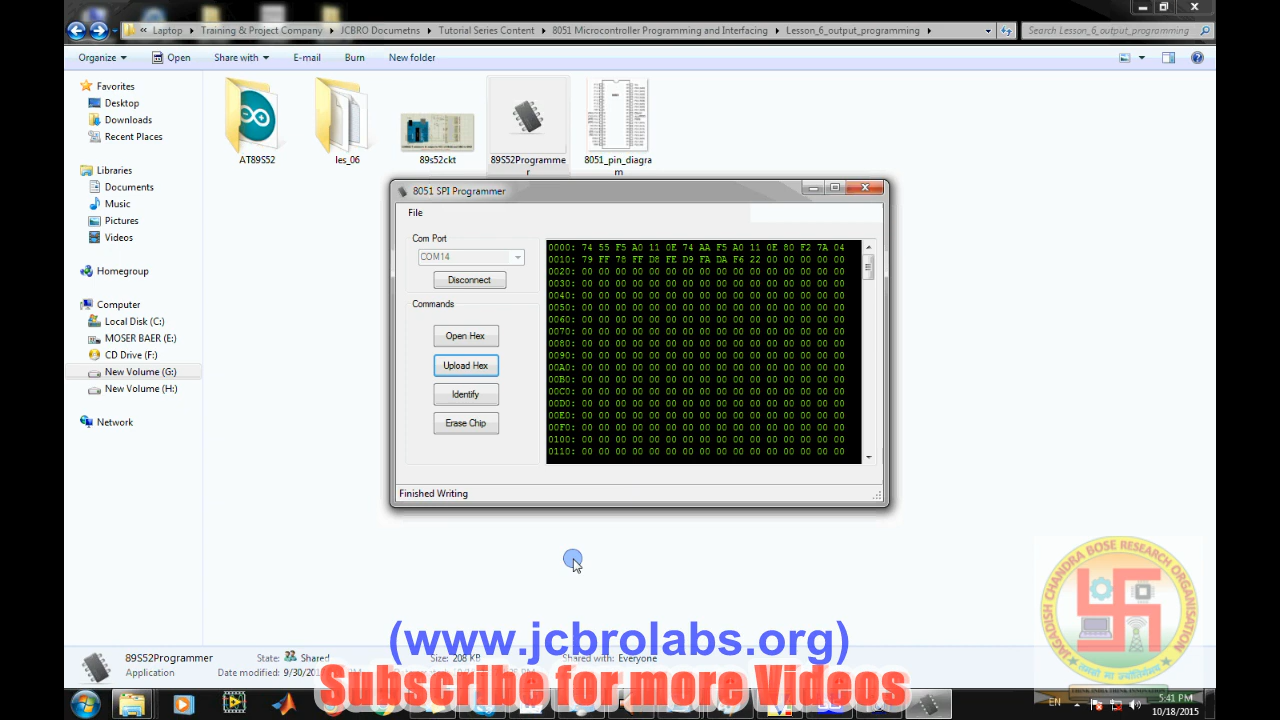 « Laptop › Training & Project Company › JCBRO Documetns › Tutorial Series Content › 8051 Microcontroller Programming and Interfacing › Lesson_6_output_programming ›
Search Lesson_6_output_programming
Organize Open Share with E-mail Burn New folder
Favorites
Desktop
Downloads
Recent Places
Libraries
Documents
Music
Pictures
Videos
Homegroup
Computer
Local Disk (C:)
MOSER BAER (E:)
CD Drive (F:)
New Volume (G:)
New Volume (H:)
Network
AT89S52
les_06
89s52ckt
89S52Programme
r
8051_pin_diagra
m
8051 SPI Programmer
File
Com Port
COM14
Disconnect
Commands
Open Hex
Upload Hex
Identify
Erase Chip
0000: 74 55 F5 A0 11 0E 74 AA F5 A0 11 0E 80 F2 7A 04
0010: 79 FF 78 FF D8 FE D9 FA DA F6 22 00 00 00 00 00
0020: 00 00 00 00 00 00 00 00 00 00 00 00 00 00 00 00
0030: 00 00 00 00 00 00 00 00 00 00 00 00 00 00 00 00
0040: 00 00 00 00 00 00 00 00 00 00 00 00 00 00 00 00
0050: 00 00 00 00 00 00 00 00 00 00 00 00 00 00 00 00
0060: 00 00 00 00 00 00 00 00 00 00 00 00 00 00 00 00
0070: 00 00 00 00 00 00 00 00 00 00 00 00 00 00 00 00
0080: 00 00 00 00 00 00 00 00 00 00 00 00 00 00 00 00
0090: 00 00 00 00 00 00 00 00 00 00 00 00 00 00 00 00
00A0: 00 00 00 00 00 00 00 00 00 00 00 00 00 00 00 00
00B0: 00 00 00 00 00 00 00 00 00 00 00 00 00 00 00 00
00C0: 00 00 00 00 00 00 00 00 00 00 00 00 00 00 00 00
00D0: 00 00 00 00 00 00 00 00 00 00 00 00 00 00 00 00
00E0: 00 00 00 00 00 00 00 00 00 00 00 00 00 00 00 00
00F0: 00 00 00 00 00 00 00 00 00 00 00 00 00 00 00 00
0100: 00 00 00 00 00 00 00 00 00 00 00 00 00 00 00 00
0110: 00 00 00 00 00 00 00 00 00 00 00 00 00 00 00 00
Finished Writing
JAGADISH CHANDRA BOSE RESEARCH ORGANISATION
THINK INDIA THINK INNOVATION
(www.jcbrolabs.org)
89S52Programmer State: Shared Size: 208 KB Shared with: Everyone
Application Date modified: 9/30/20
Subscribe for more Videos
EN
5:41 PM
10/18/2015